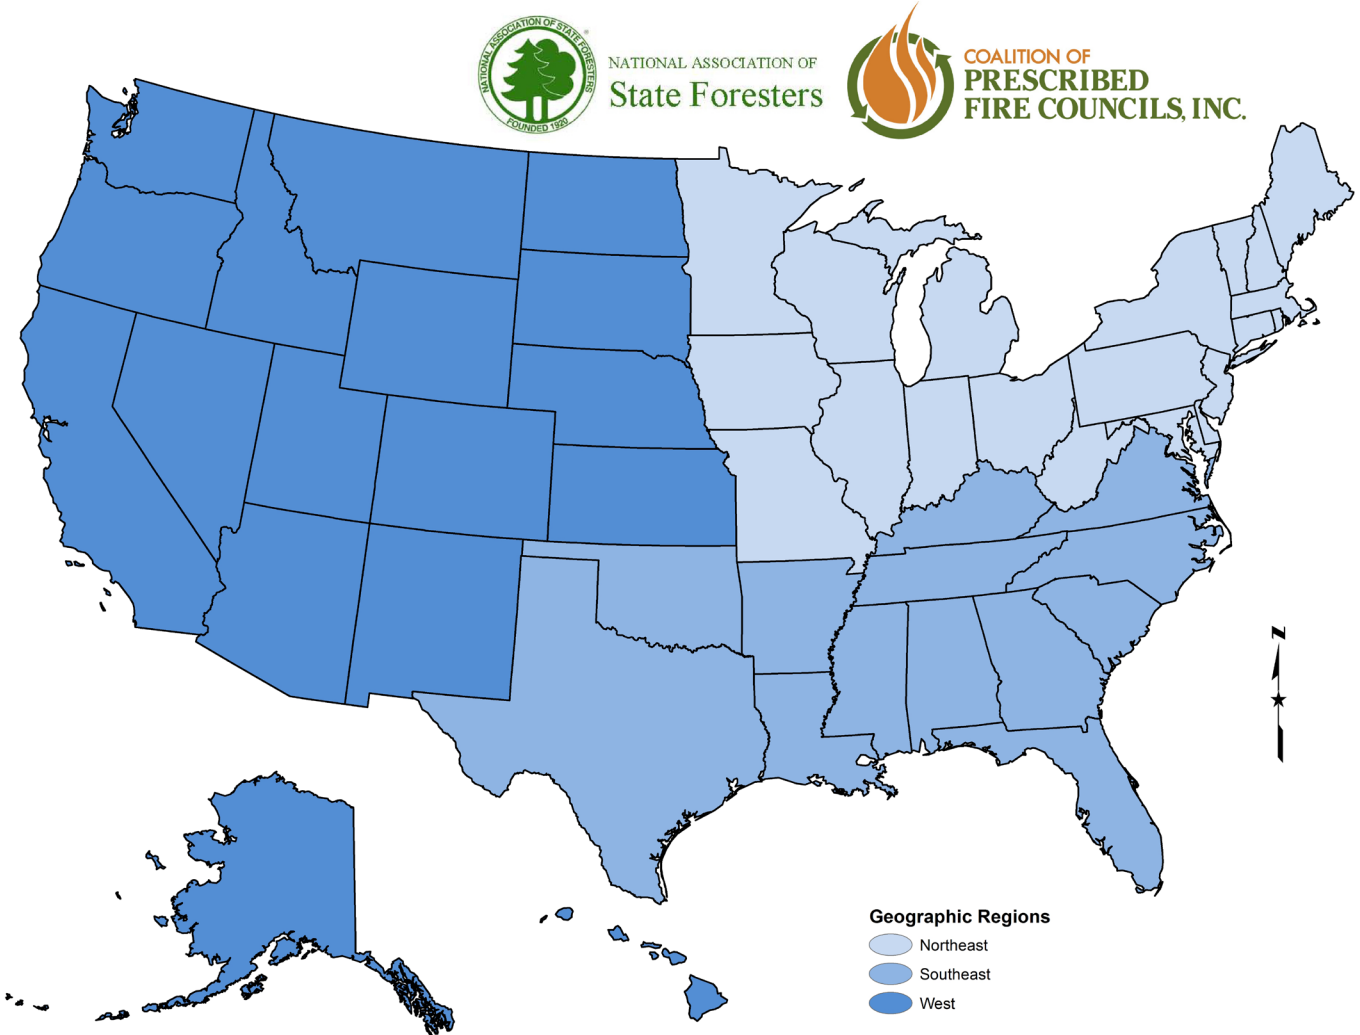 NATIONAL ASSOCIATION OF STATE FORESTERS
FOUNDED 1920
NATIONAL ASSOCIATION OF
State Foresters
COALITION OF
PRESCRIBED
FIRE COUNCILS, INC.
N
Geographic Regions
Northeast
Southeast
West